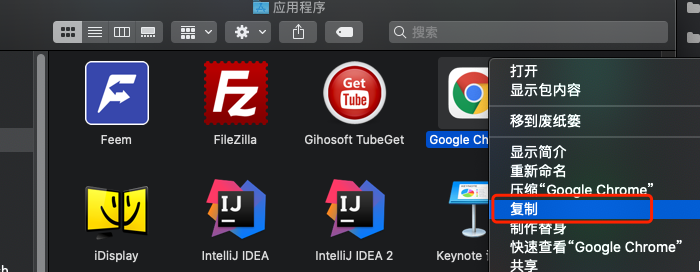 应用程序
搜索
Feem
FileZilla
Get
Tube
Gihosoft TubeGet
Google Ch
iDisplay
IJ
IntelliJ IDEA
IJ
IntelliJ IDEA 2
Keynote
打开
显示包内容
移到废纸篓
显示简介
重新命名
压缩“Google Chrome”
复制
制作替身
快速查看“Google Chrome”
共享